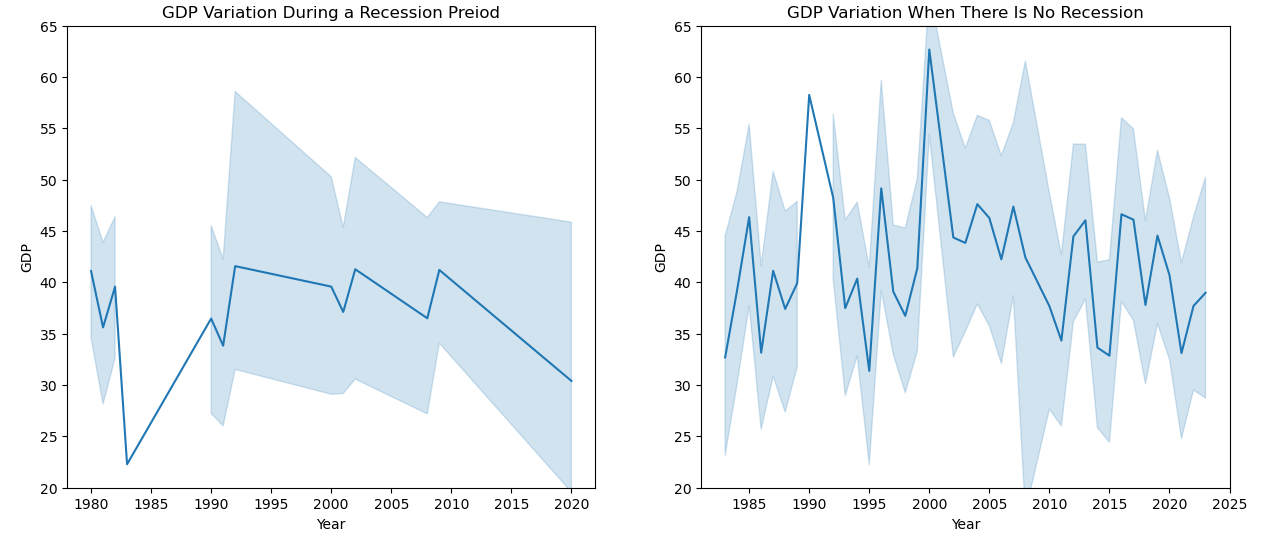 GDP Variation During a Recession Preiod
65
60
55
50
45
40
35
30
25
20
GDP
1980 1985 1990 1995 2000 2005 2010 2015 2020
Year
GDP Variation When There Is No Recession
65
60
55
50
45
40
35
30
25
20
GDP
1985 1990 1995 2000 2005 2010 2015 2020 2025
Year